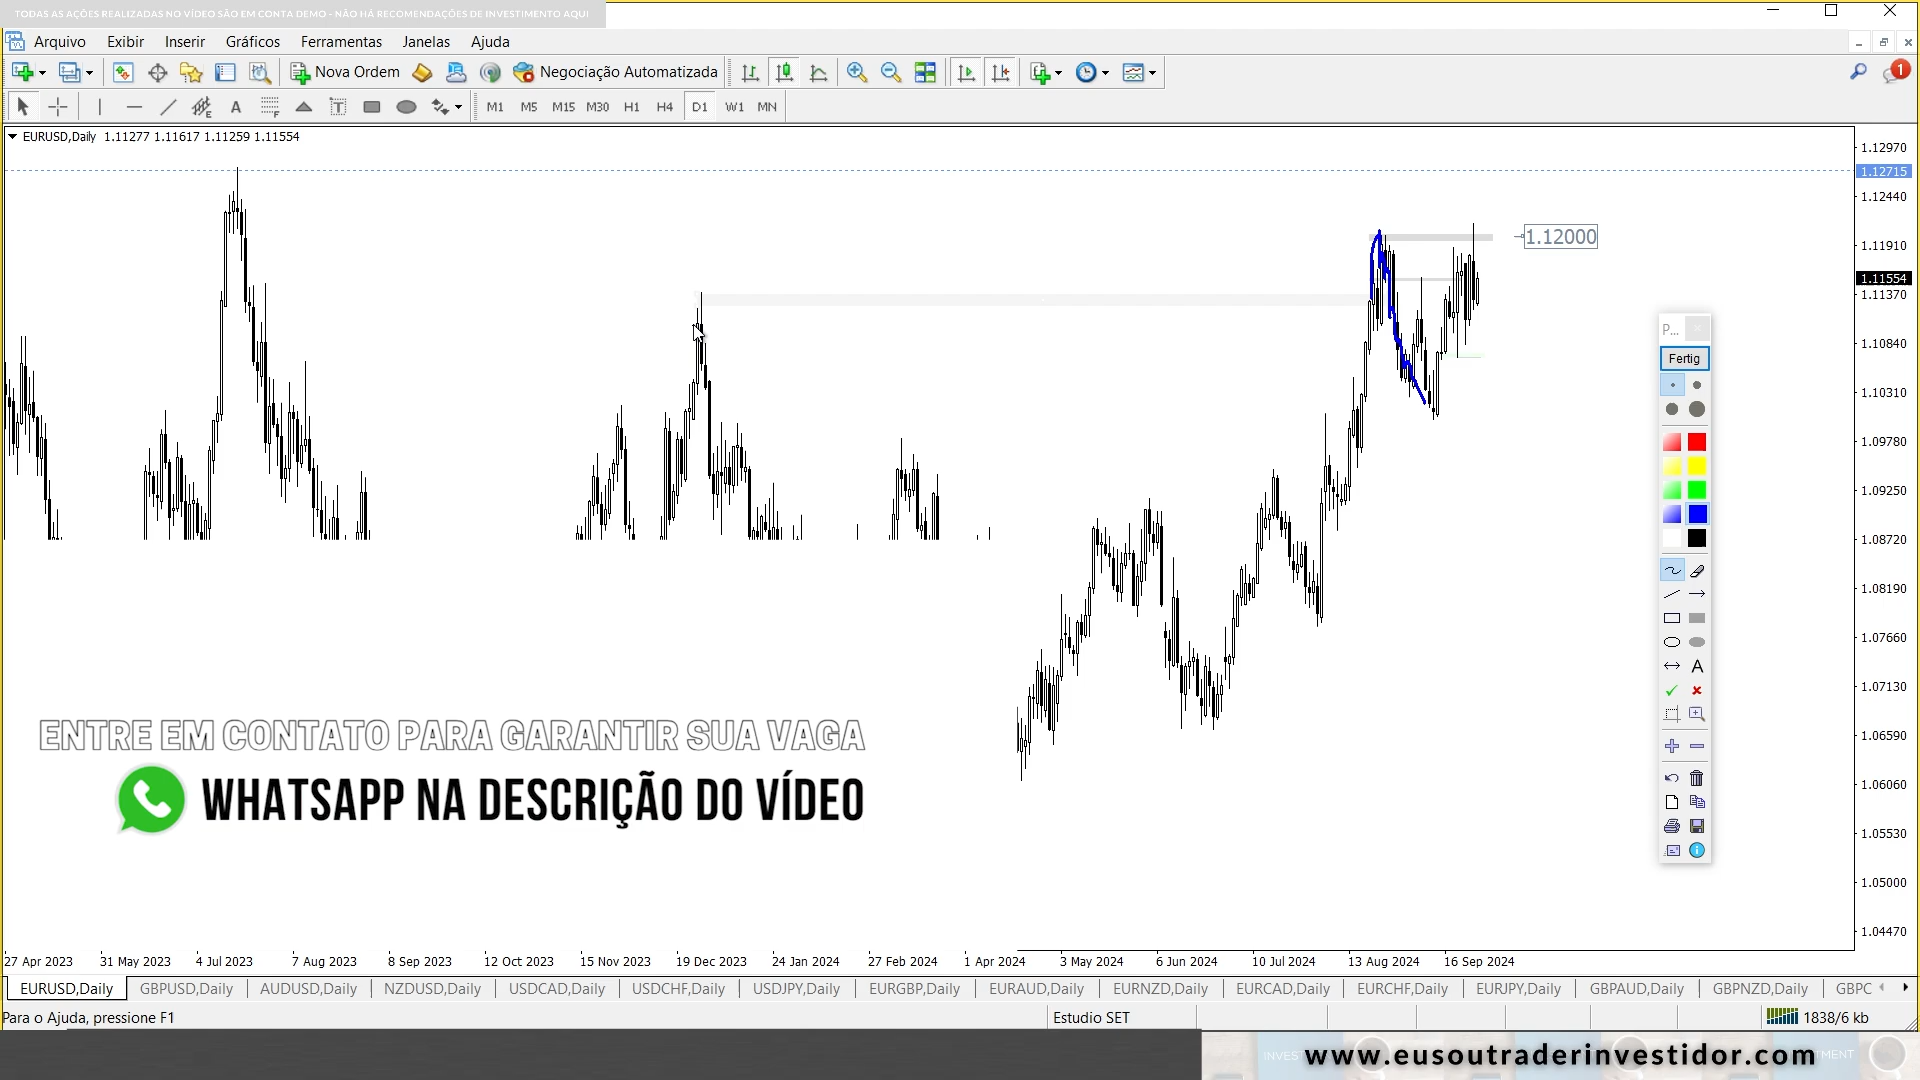 TODAS AS AÇÕES REALIZADAS NO VÍDEO SÃO EM CONTA DEMO - NÃO HÁ RECOMENDAÇÕES DE INVESTIMENTO AQUI
Arquivo Exibir Inserir Gráficos Ferramentas Janelas Ajuda
Nova Ordem Negociação Automatizada
1
A M1 M5 M15 M30 H1 H4 D1 W1 MN
EURUSD,Daily 1.11277 1.11617 1.11259 1.11554
1.12970
1.12715
1.12440
1.12000
1.11910
1.11554
1.11370
P...
1.10840
Fertig
1.10310
1.09780
1.09250
1.08720
1.08190
1.07660
A
1.07130
1.06590
ENTRE EM CONTATO PARA GARANTIR SUA VAGA
1.06060
WHATSAPP NA DESCRIÇÃO DO VÍDEO
1.05530
1.05000
1.04470
27 Apr 2023 31 May 2023 4 Jul 2023 7 Aug 2023 8 Sep 2023 12 Oct 2023 15 Nov 2023 19 Dec 2023 24 Jan 2024 27 Feb 2024 1 Apr 2024 3 May 2024 6 Jun 2024 10 Jul 2024 13 Aug 2024 16 Sep 2024
EURUSD,Daily GBPUSD,Daily AUDUSD,Daily NZDUSD,Daily USDCAD,Daily USDCHF,Daily USDJPY,Daily EURGBP,Daily EURAUD,Daily EURNZD,Daily EURCAD,Daily EURCHF,Daily EURJPY,Daily GBPAUD,Daily GBPNZD,Daily GBPC
Para o Ajuda, pressione F1 Estudio SET 1838/6 kb
www.eusoutraderinvestidor.com